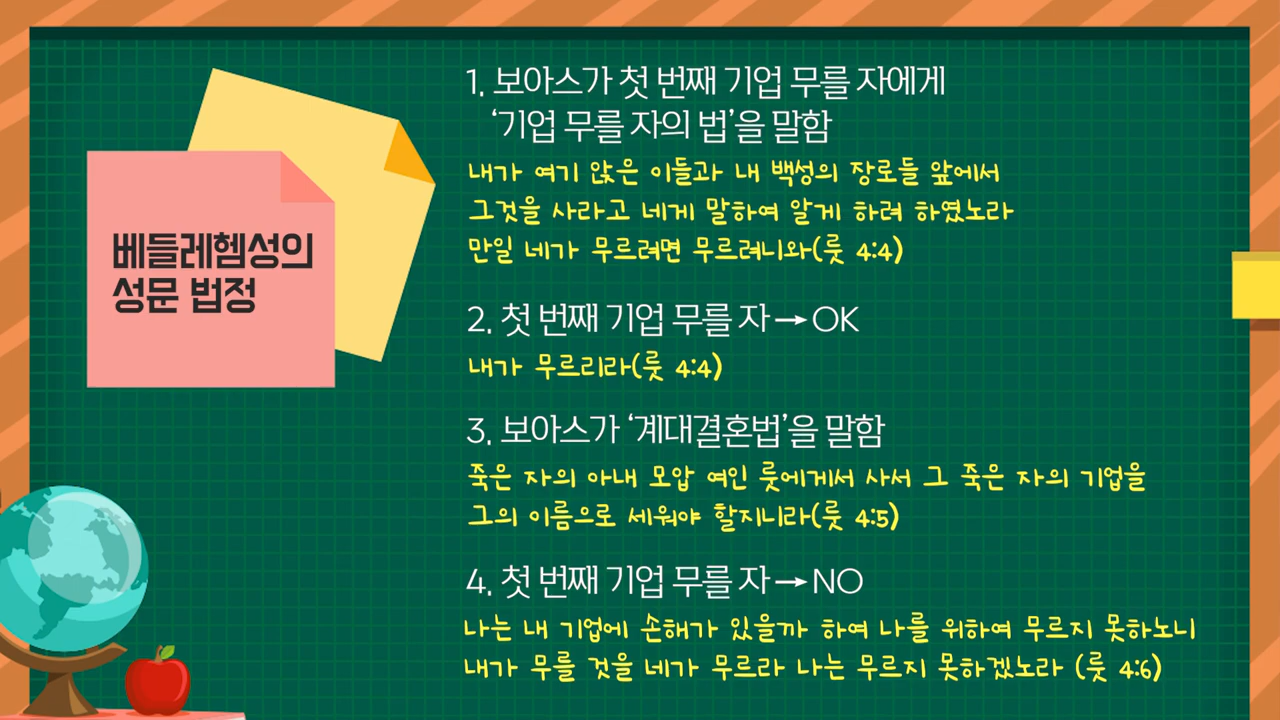 베들레헴성의
성문 법정
1. 보아스가 첫 번째 기업 무를 자에게
‘기업 무를 자의 법’을 말함
내가 여기 앉은 이들과 내 백성의 장로들 앞에서
그것을 사라고 네게 말하여 알게 하려 하였노라
만일 네가 무르려면 무르려니와(룻 4:4)
2. 첫 번째 기업 무를 자→OK
내가 무르리라(룻 4:4)
3. 보아스가 ‘계대결혼법’을 말함
죽은 자의 아내 모압 여인 룻에게서 사서 그 죽은 자의 기업을
그의 이름으로 세워야 할지니라(룻 4:5)
4. 첫 번째 기업 무를 자→NO
나는 내 기업에 손해가 있을까 하여 나를 위하여 무르지 못하노니
내가 무를 것을 네가 무르라 나는 무르지 못하겠노라 (룻 4:6)